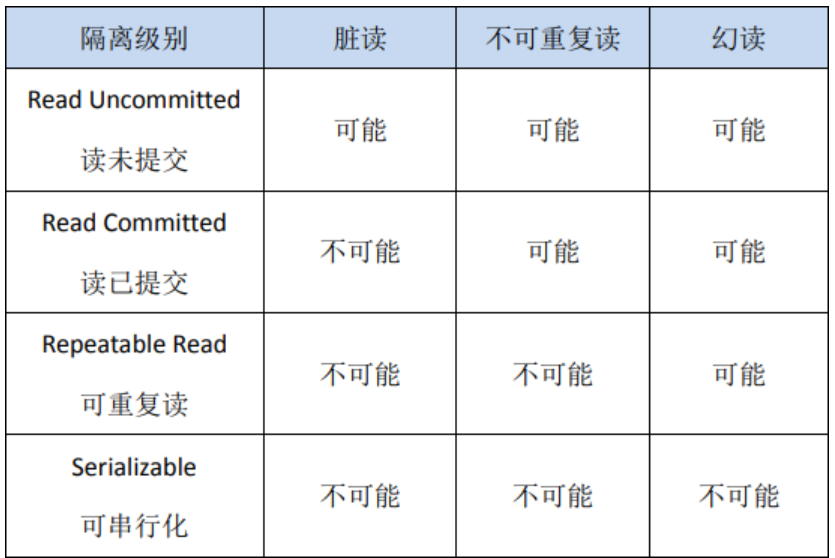 隔离级别 脏读 不可重复读 幻读
Read Uncommitted
读未提交
可能 可能 可能
Read Committed
读已提交
不可能 可能 可能
Repeatable Read
可重复读
不可能 不可能 可能
Serializable
可串行化
不可能 不可能 不可能